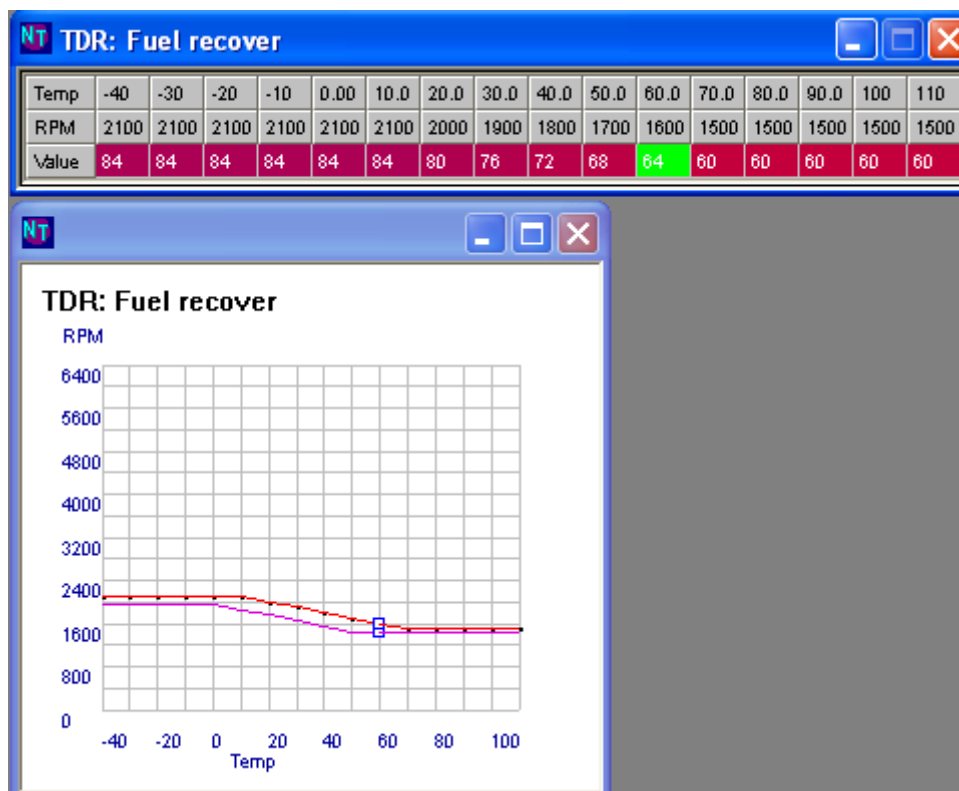 NT TDR: Fuel recover
Temp -40 -30 -20 -10 0.00 10.0 20.0 30.0 40.0 50.0 60.0 70.0 80.0 90.0 100 110
RPM 2100 2100 2100 2100 2100 2100 2000 1900 1800 1700 1600 1500 1500 1500 1500 1500
Value 84 84 84 84 84 84 80 76 72 68 64 60 60 60 60 60
NT
TDR: Fuel recover
RPM
6400
5600
4800
4000
3200
2400
1600
800
0
-40 -20 0 20 40 60 80 100
Temp